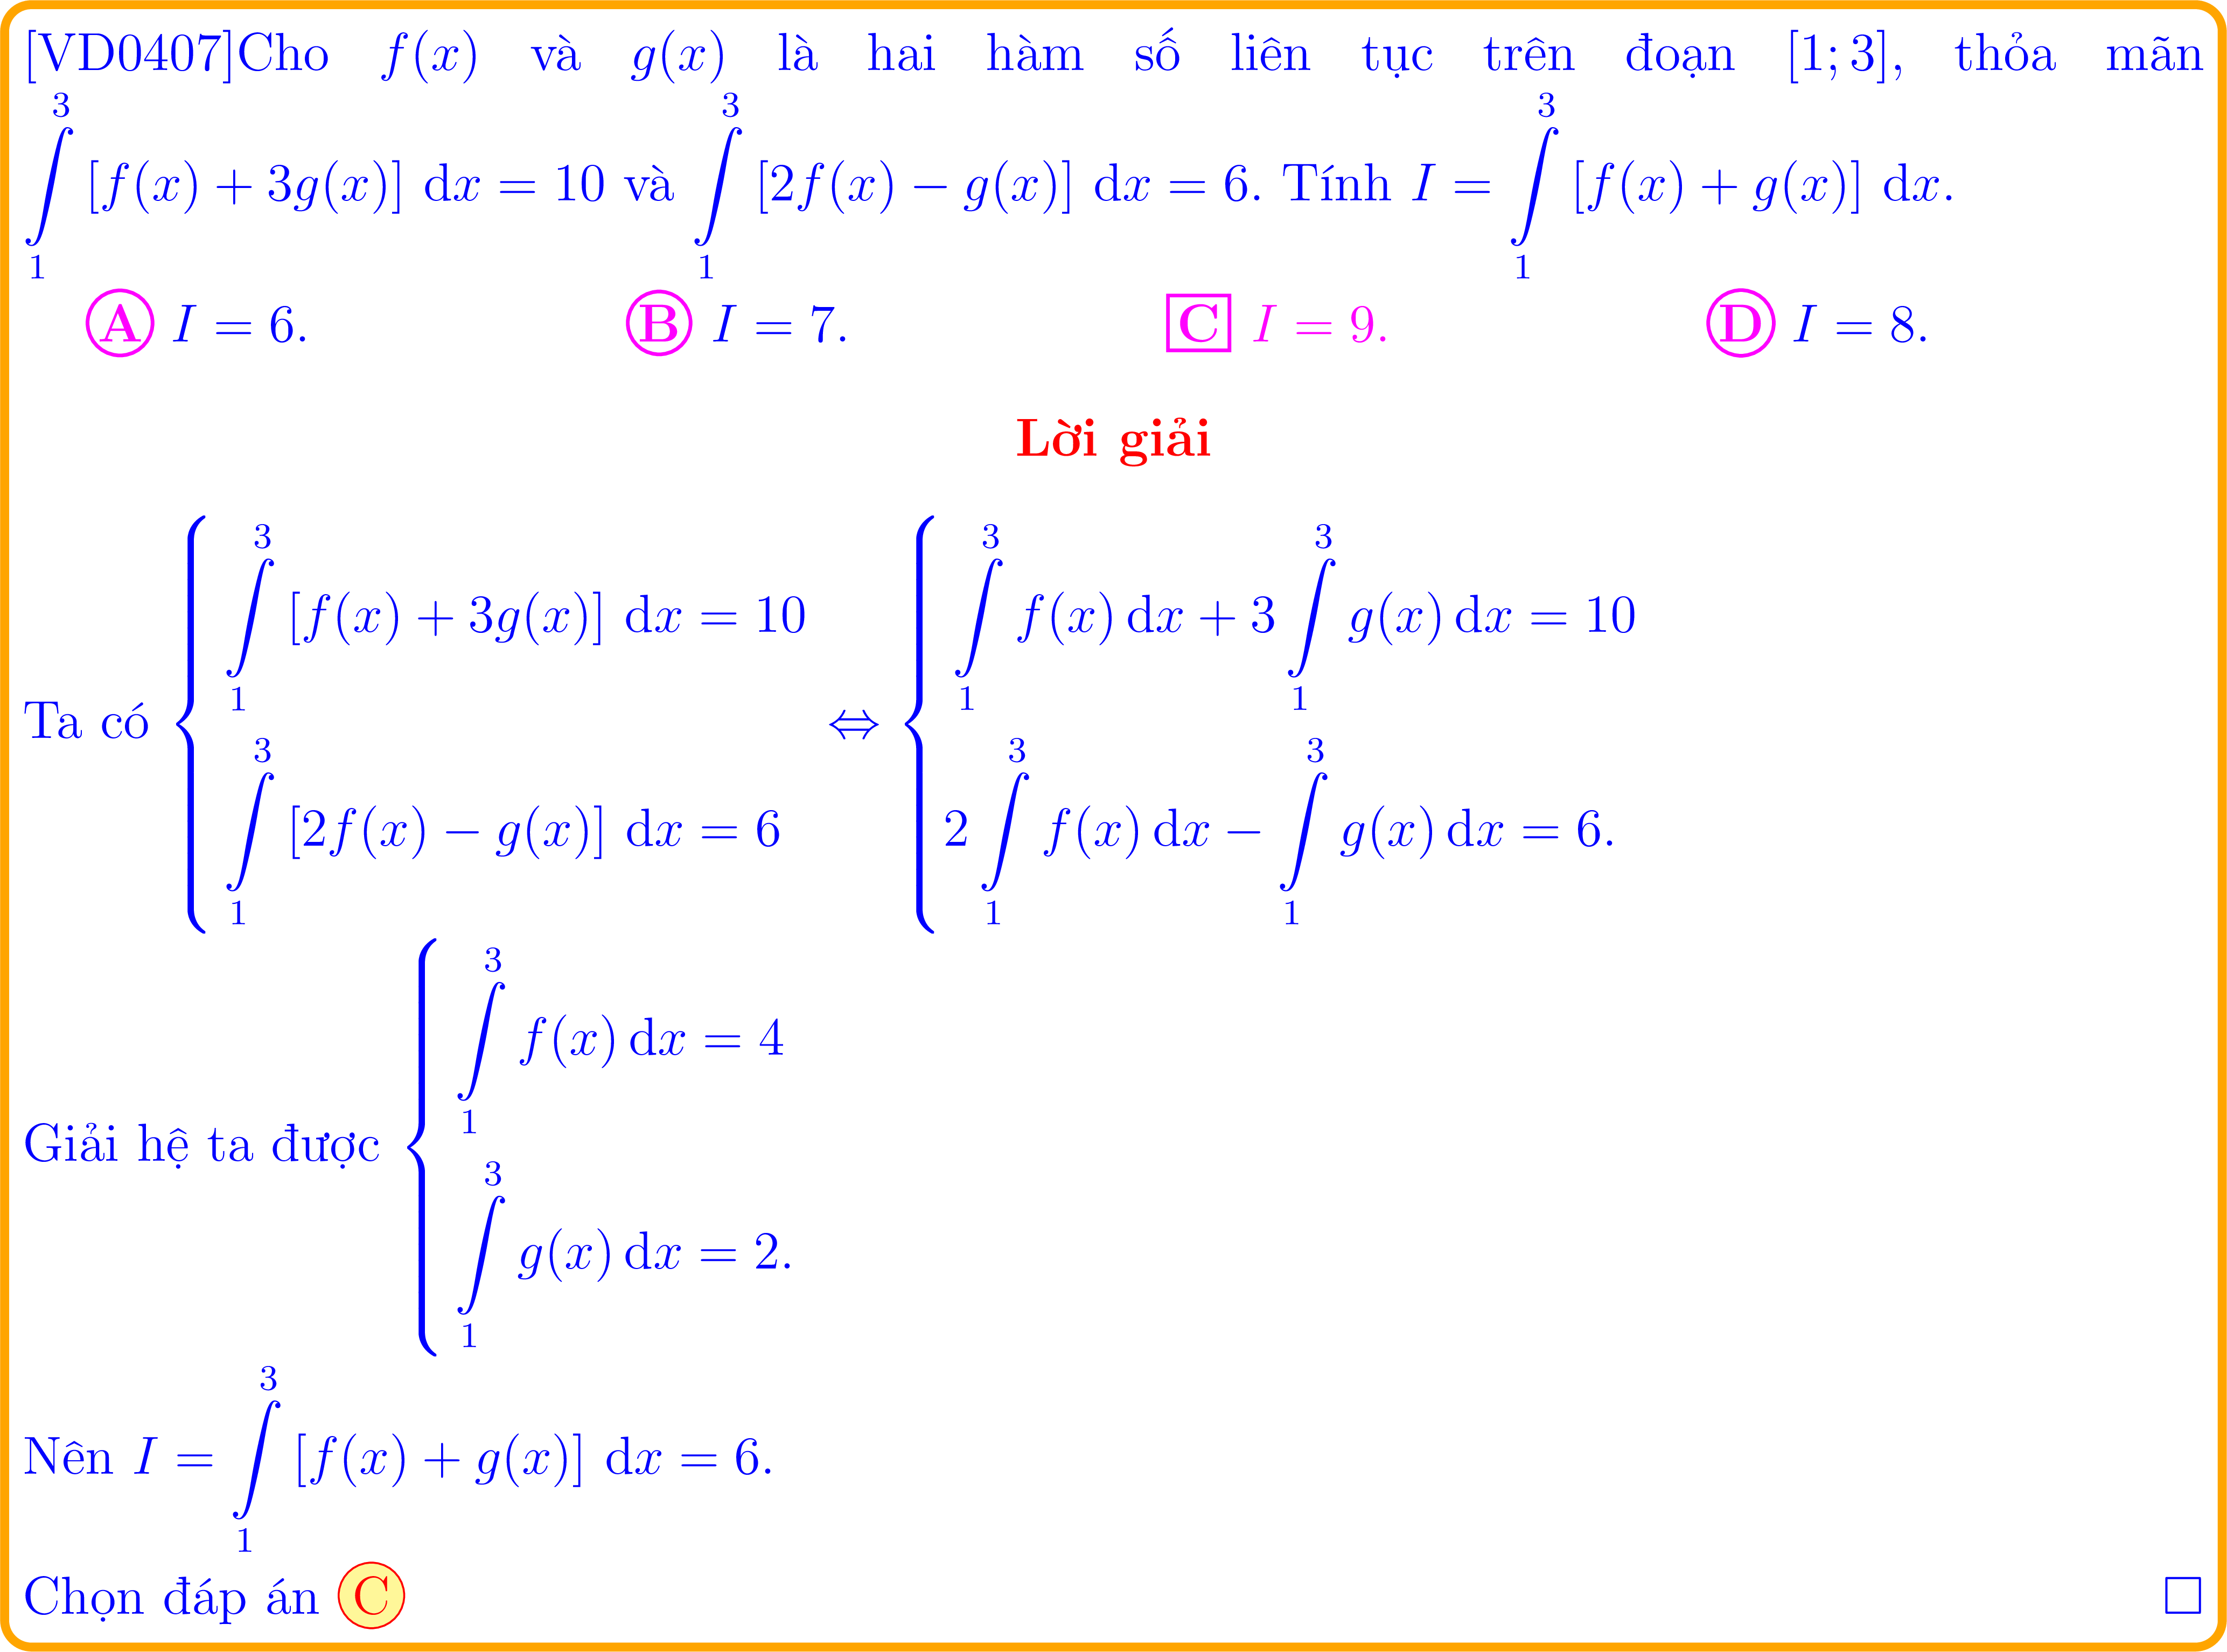 [VD0407]Cho $f(x)$ và $g(x)$ là hai hàm số liên tục trên đoạn $[1; 3]$, thỏa mãn
$\int\limits_1^3 [f(x) + 3g(x)] \, \mathrm{d}x = 10$ và $\int\limits_1^3 [2f(x) - g(x)] \, \mathrm{d}x = 6$. Tính $I = \int\limits_1^3 [f(x) + g(x)] \, \mathrm{d}x$.
A $I = 6$. B $I = 7$. C $I = 9$. D $I = 8$.
Lời giải
Ta có $\begin{cases} \int\limits_1^3 [f(x) + 3g(x)] \, \mathrm{d}x = 10 \\ \int\limits_1^3 [2f(x) - g(x)] \, \mathrm{d}x = 6 \end{cases} \Leftrightarrow \begin{cases} \int\limits_1^3 f(x) \, \mathrm{d}x + 3 \int\limits_1^3 g(x) \, \mathrm{d}x = 10 \\ 2 \int\limits_1^3 f(x) \, \mathrm{d}x - \int\limits_1^3 g(x) \, \mathrm{d}x = 6. \end{cases}$
Giải hệ ta được $\begin{cases} \int\limits_1^3 f(x) \, \mathrm{d}x = 4 \\ \int\limits_1^3 g(x) \, \mathrm{d}x = 2. \end{cases}$
Nên $I = \int\limits_1^3 [f(x) + g(x)] \, \mathrm{d}x = 6$.
Chọn đáp án C □